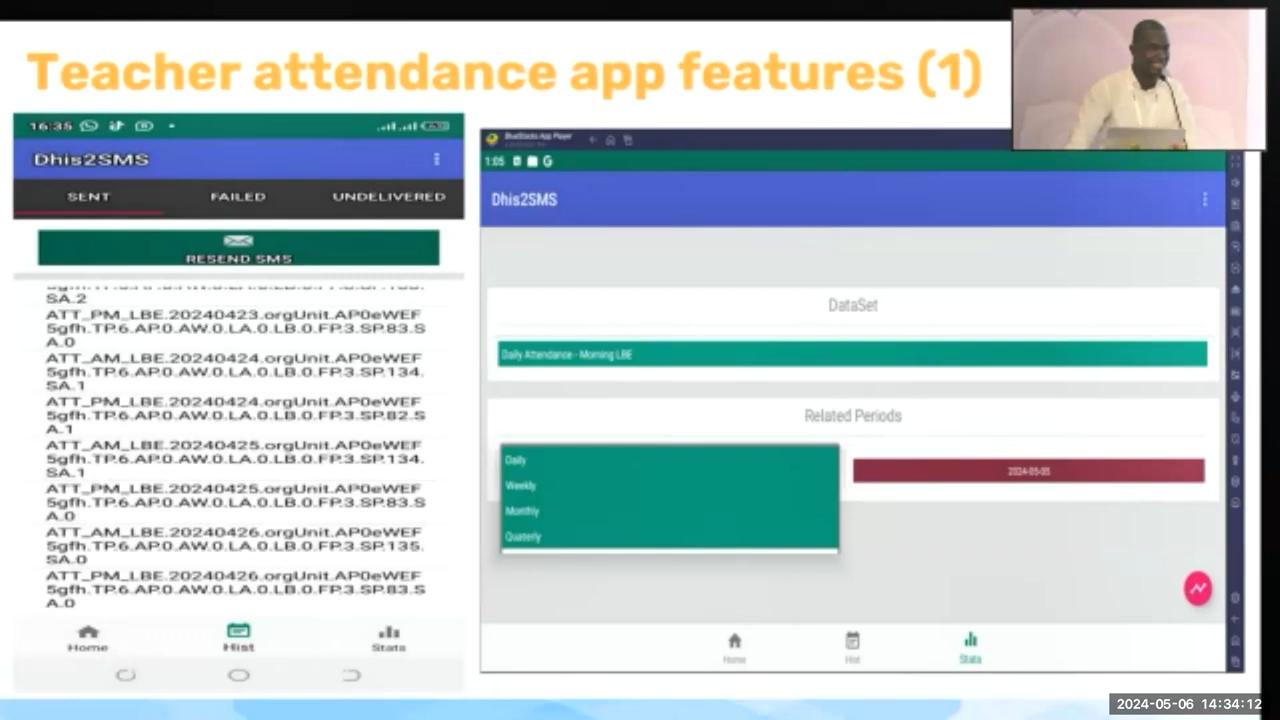 Teacher attendance app features (1)
16:35
Dhis2SMS
SENT FAILED UNDELIVERED
RESEND SMS
SA.2
ATT_PM_LBE.20240423.orgUnit.AP0eWEF
5gfh.TP.6.AP.0.AW.0.LA.0.LB.0.FP.3.SP.83.S
A.0
ATT_AM_LBE.20240424.orgUnit.AP0eWEF
5gfh.TP.6.AP.0.AW.0.LA.0.LB.0.FP.3.SP.134.
SA.1
ATT_PM_LBE.20240424.orgUnit.AP0eWEF
5gfh.TP.6.AP.0.AW.0.LA.0.LB.0.FP.3.SP.82.S
A.1
ATT_AM_LBE.20240425.orgUnit.AP0eWEF
5gfh.TP.6.AP.0.AW.0.LA.0.LB.0.FP.3.SP.134.
SA.1
ATT_PM_LBE.20240425.orgUnit.AP0eWEF
5gfh.TP.6.AP.0.AW.0.LA.0.LB.0.FP.3.SP.83.S
A.0
ATT_AM_LBE.20240426.orgUnit.AP0eWEF
5gfh.TP.6.AP.0.AW.0.LA.0.LB.0.FP.3.SP.135.
SA.0
ATT_PM_LBE.20240426.orgUnit.AP0eWEF
5gfh.TP.6.AP.0.AW.0.LA.0.LB.0.FP.3.SP.83.S
A.0
Home Hist Stats
BlueStacks App Player
1:05
Dhis2SMS
DataSet
Daily Attendance - Morning LBE
Related Periods
Daily
Weekly
Monthly
Quaterly
2024-05-05
Home Hist Stats
2024-05-06 14:34:12